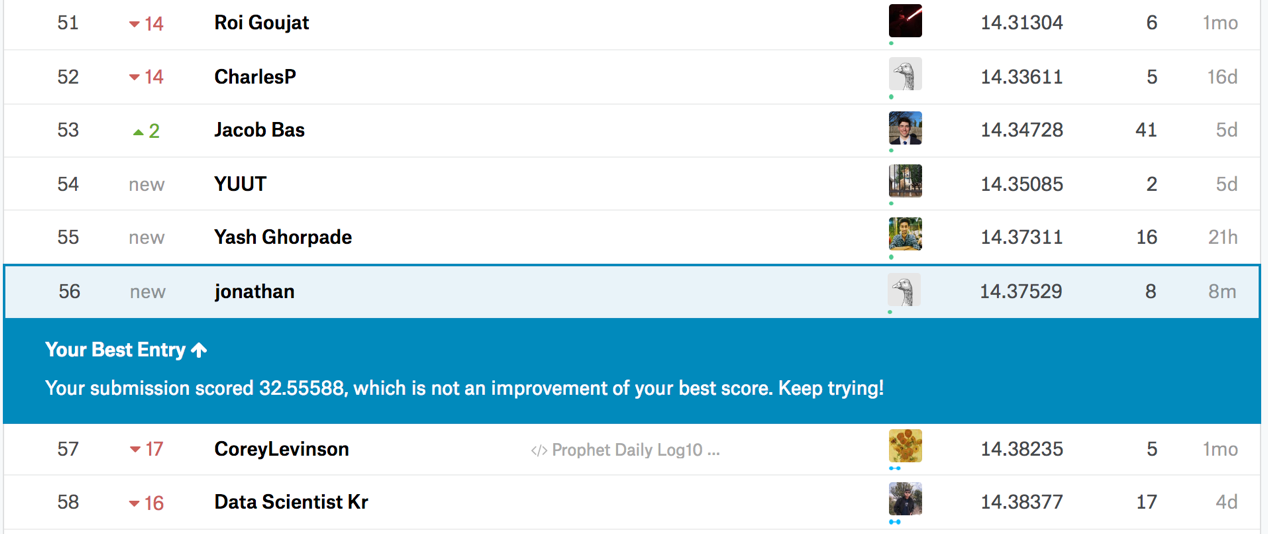 51 14 Roi Goujat 14.31304 6 1mo
52 14 CharlesP 14.33611 5 16d
53 2 Jacob Bas 14.34728 41 5d
54 new YUUT 14.35085 2 5d
55 new Yash Ghorpade 14.37311 16 21h
56 new jonathan 14.37529 8 8m
Your Best Entry
Your submission scored 32.55588, which is not an improvement of your best score. Keep trying!
57 17 CoreyLevinson </> Prophet Daily Log10 ... 14.38235 5 1mo
58 16 Data Scientist Kr 14.38377 17 4d